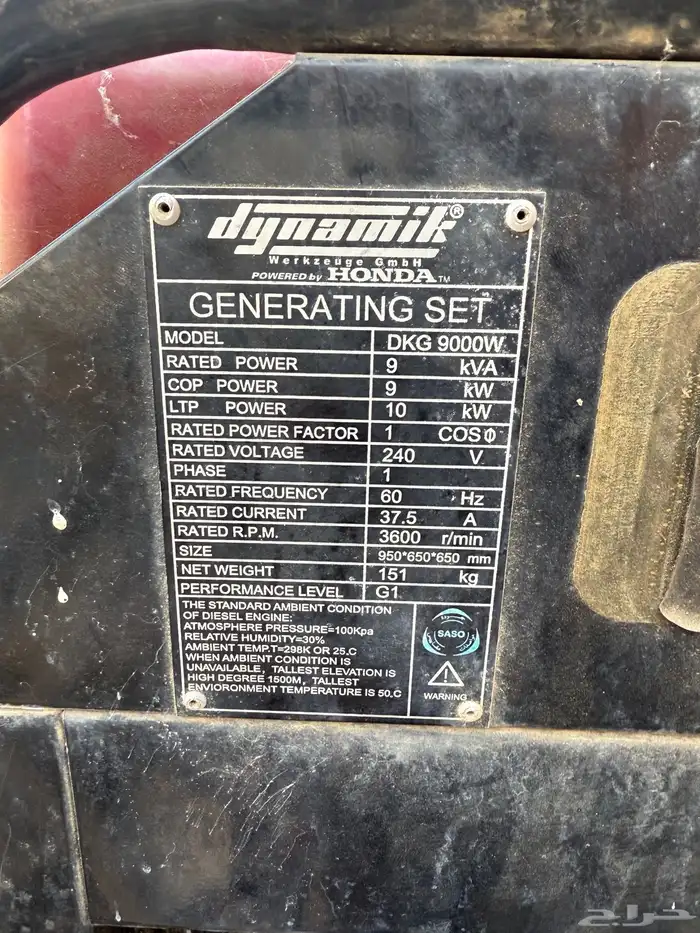 dynamik®
Werkzeuge GmbH
POWERED by HONDA™
GENERATING SET
MODEL DKG 9000W
RATED POWER 9 kVA
COP POWER 9 kW
LTP POWER 10 kW
RATED POWER FACTOR 1 COSΦ
RATED VOLTAGE 240 V
PHASE 1
RATED FREQUENCY 60 Hz
RATED CURRENT 37.5 A
RATED R.P.M. 3600 r/min
SIZE 950*650*650 mm
NET WEIGHT 151 kg
PERFORMANCE LEVEL G1
THE STANDARD AMBIENT CONDITION
OF DIESEL ENGINE:
ATMOSPHERE PRESSURE=100Kpa
RELATIVE HUMIDITY=30%
AMBIENT TEMP.T=298K OR 25.C
WHEN AMBIENT CONDITION IS
UNAVAILABLE, TALLEST ELEVATION IS
HIGH DEGREE 1500M, TALLEST
ENVIORONMENT TEMPERATURE IS 50.C
SASO
WARNING
حراج